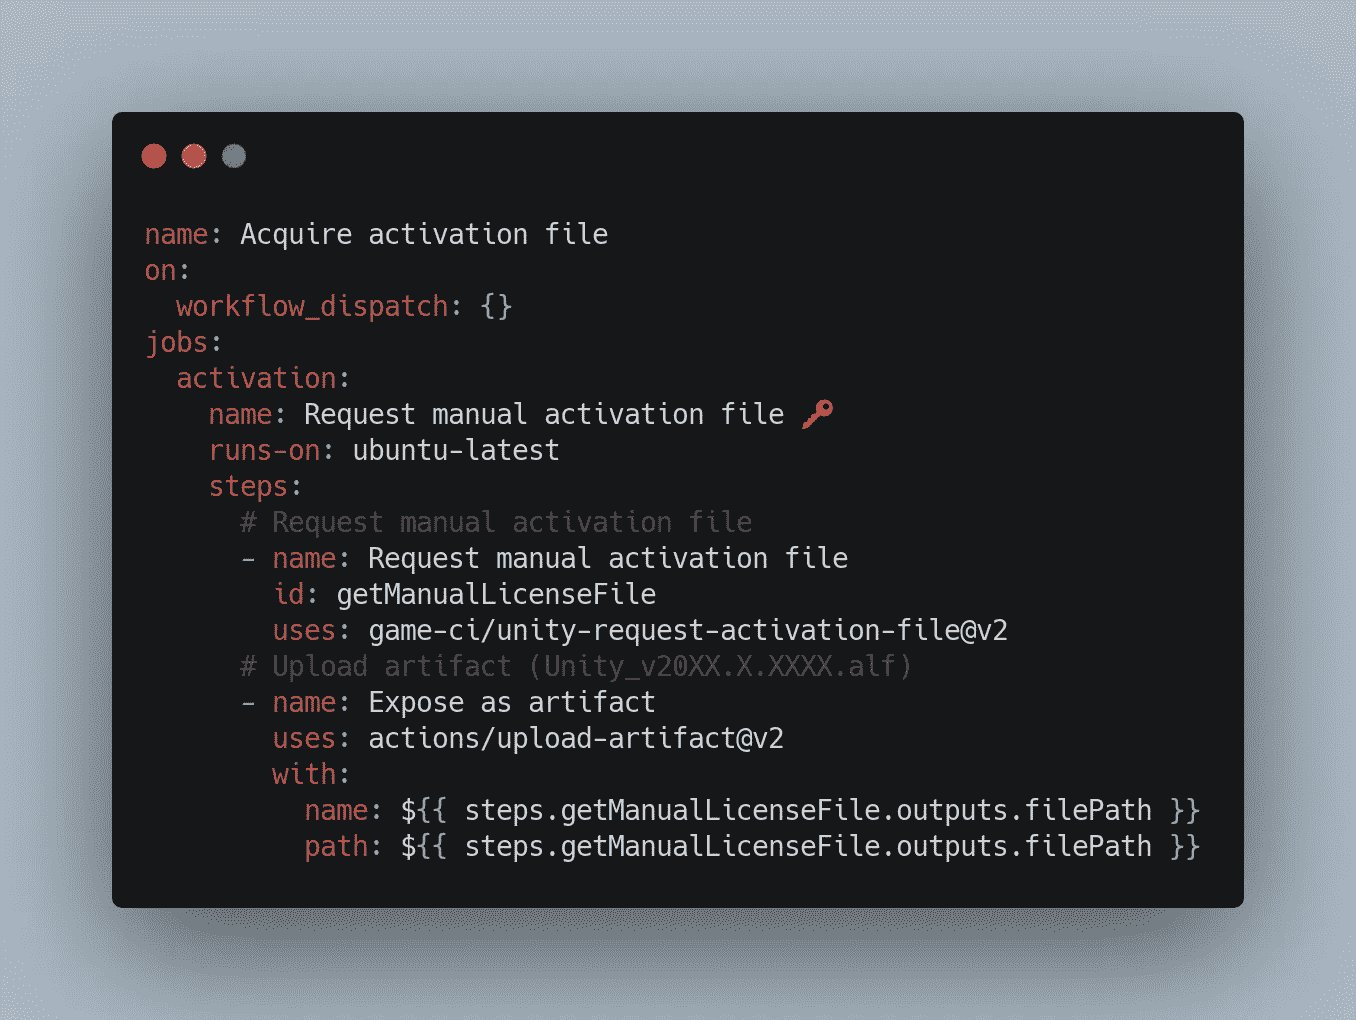 name: Acquire activation file
on:
  workflow_dispatch: {}
jobs:
  activation:
    name: Request manual activation file 🔑
    runs-on: ubuntu-latest
    steps:
      # Request manual activation file
      - name: Request manual activation file
        id: getManualLicenseFile
        uses: game-ci/unity-request-activation-file@v2
      # Upload artifact (Unity_v20XX.X.XXXX.alf)
      - name: Expose as artifact
        uses: actions/upload-artifact@v2
        with:
          name: ${{ steps.getManualLicenseFile.outputs.filePath }}
          path: ${{ steps.getManualLicenseFile.outputs.filePath }}